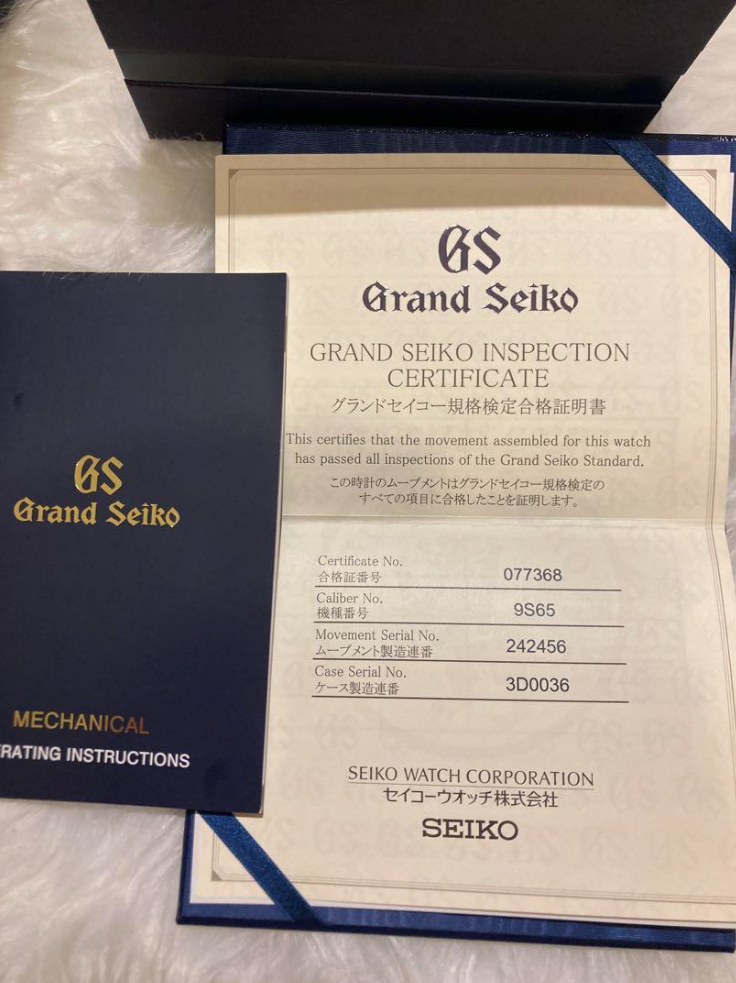 GS
Grand Seiko
GRAND SEIKO INSPECTION
CERTIFICATE
グランドセイコー規格検定合格証明書
This certifies that the movement assembled for this watch
has passed all inspections of the Grand Seiko Standard.
この時計のムーブメントはグランドセイコー規格検定の
すべての項目に合格したことを証明します。
Certificate No.
合格証番号 077368
Caliber No.
機種番号 9S65
Movement Serial No.
ムーブメント製造連番 242456
Case Serial No.
ケース製造連番 3D0036
SEIKO WATCH CORPORATION
セイコーウオッチ株式会社
SEIKO
GS
Grand Seiko
MECHANICAL
RATING INSTRUCTIONS